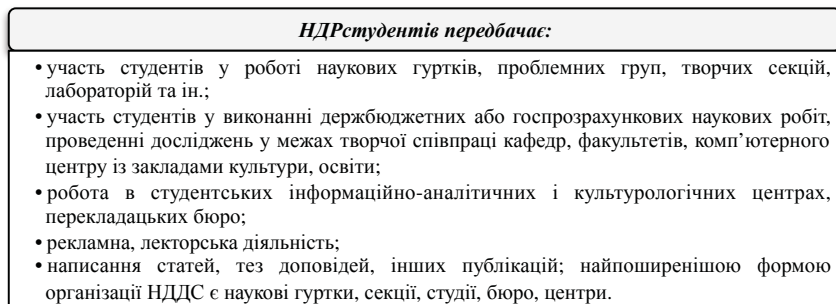 НДРстудентів передбачає:
• участь студентів у роботі наукових гуртків, проблемних груп, творчих секцій,
лабораторій та ін.;
• участь студентів у виконанні держбюджетних або госпрозрахункових наукових робіт,
проведенні досліджень у межах творчої співпраці кафедр, факультетів, комп’ютерного
центру із закладами культури, освіти;
• робота в студентських інформаційно-аналітичних і культурологічних центрах,
перекладацьких бюро;
• рекламна, лекторська діяльність;
• написання статей, тез доповідей, інших публікацій; найпоширенішою формою
організації НДДС є наукові гуртки, секції, студії, бюро, центри.